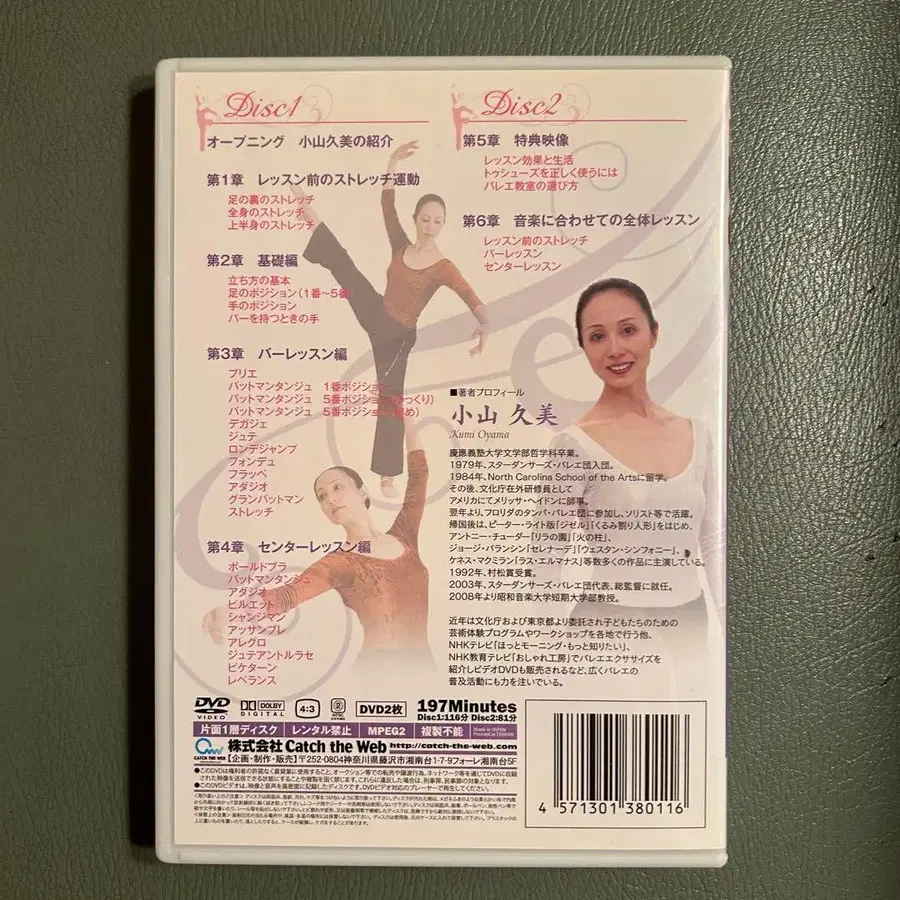 Disc1
オープニング 小山久美の紹介
第1章 レッスン前のストレッチ運動
足の裏のストレッチ
全身のストレッチ
上半身のストレッチ
第2章 基礎編
立ち方の基本
足のポジション(1番〜5番)
手のポジション
バーを持つときの手
第3章 バーレッスン編
プリエ
バットマンタンジュ 1番ポジション
バットマンタンジュ 5番ポジション(ゆっくり)
バットマンタンジュ 5番ポジション(早め)
デガジェ
ジュテ
ロンデジャンブ
フォンデュ
フラッペ
アダジオ
グランバットマン
ストレッチ
第4章 センターレッスン編
ポールドブラ
バットマンタンジュ
アダジオ
ピルエット
シャンジマン
アッサンブレ
アレグロ
ジュテアントルラセ
ピケターン
レベランス
Disc2
第5章 特典映像
レッスン効果と生活
トゥシューズを正しく使うには
バレエ教室の選び方
第6章 音楽に合わせての全体レッスン
レッスン前のストレッチ
バーレッスン
センターレッスン
■著者プロフィール
小山 久美
Kumi Oyama
慶應義塾大学文学部哲学科卒業。
1979年、スターダンサーズ・バレエ団入団。
1984年、North Carolina School of the Artsに留学。
その後、文化庁在外研修員として
アメリカにてメリッサ・ヘイドンに師事。
翌年より、フロリダのタンパ・バレエ団に参加し、ソリスト等で活躍。
帰国後は、ピーター・ライト版「ジゼル」「くるみ割り人形」をはじめ、
アントニー・チューダー「リラの園」「火の柱」、
ジョージ・バランシン「セレナーデ」「ウェスタン・シンフォニー」、
ケネス・マクミラン「ラス・エルマナス」等数多くの作品に主演している。
1992年、村松賞受賞。
2003年、スターダンサーズ・バレエ団代表、総監督に就任。
2008年より昭和音楽大学短期大学部教授。
近年は文化庁および東京都より委託され子どもたちのための
芸術体験プログラムやワークショップを各地で行う他、
NHKテレビ「ほっとモーニング・もっと知りたい」、
NHK教育テレビ「おしゃれ工房」でバレエエクササイズを
紹介しビデオDVDも販売されるなど、広くバレエの
普及活動にも力を注いでいる。
DVD VIDEO
DOLBY DIGITAL
4:3
2 NTSC
DVD2枚
197Minutes
Disc1:116分 Disc2:81分
片面1層ディスク レンタル禁止 MPEG2 複製不能
CATCH THE WEB
株式会社 Catch the Web http://catch-the-web.com
【企画・制作・販売】〒252-0804神奈川県藤沢市湘南台1-7-9フォーレ湘南台5F
4 571301 380116